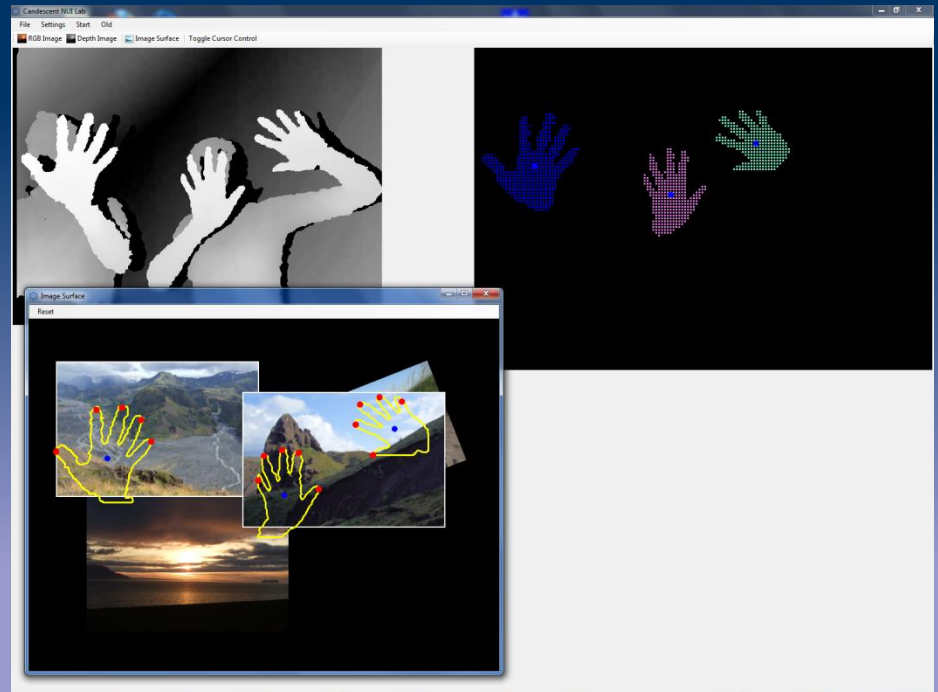 Candescent NUI Lab
File Settings Start Old
RGB Image Depth Image Image Surface Toggle Cursor Control
Image Surface
Reset